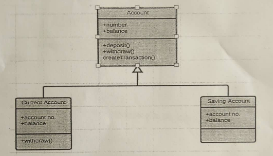 Account
+number
+balance
+deposit()
+withdraw()
createTransaction()
Current Account
+account no.
+balance
+withdraw()
Saving Account
+account no.
+balance